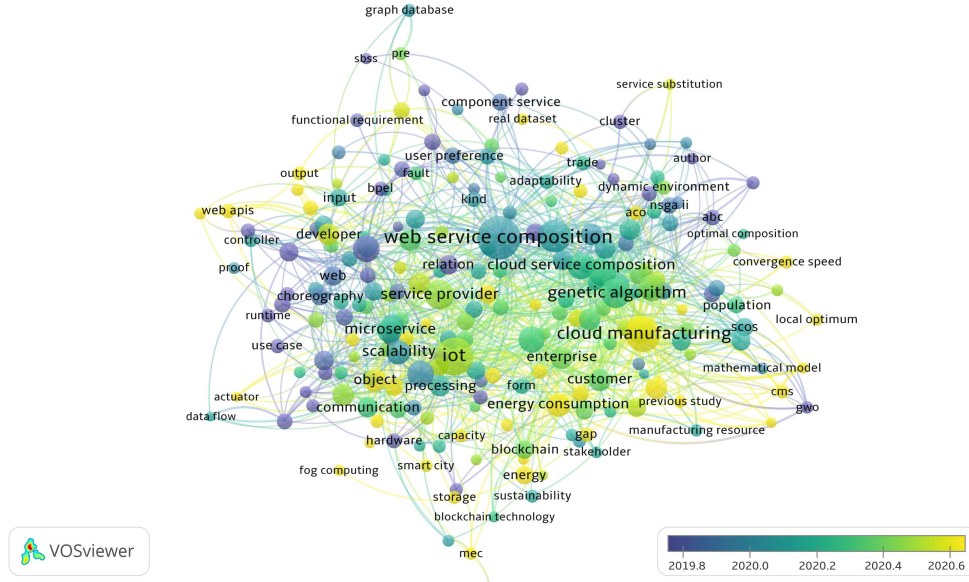 graph database
sbss
pre
service substitution
component service
real dataset
functional requirement
cluster
user preference
trade
author
output
fault
adaptability
dynamic environment
bpel
input
kind
nsga ii
web apis
aco
abc
controller
developer
web service composition
optimal composition
proof
web
relation
cloud service composition
convergence speed
choreography
service provider
genetic algorithm
population
runtime
microservice
cloud manufacturing
scos
local optimum
use case
scalability
iot
enterprise
mathematical model
object
processing
form
customer
cms
actuator
communication
energy consumption
previous study
gwo
data flow
hardware
capacity
gap
manufacturing resource
blockchain
stakeholder
fog computing
smart city
energy
storage
sustainability
blockchain technology
mec
VOSviewer
2019.8 2020.0 2020.2 2020.4 2020.6